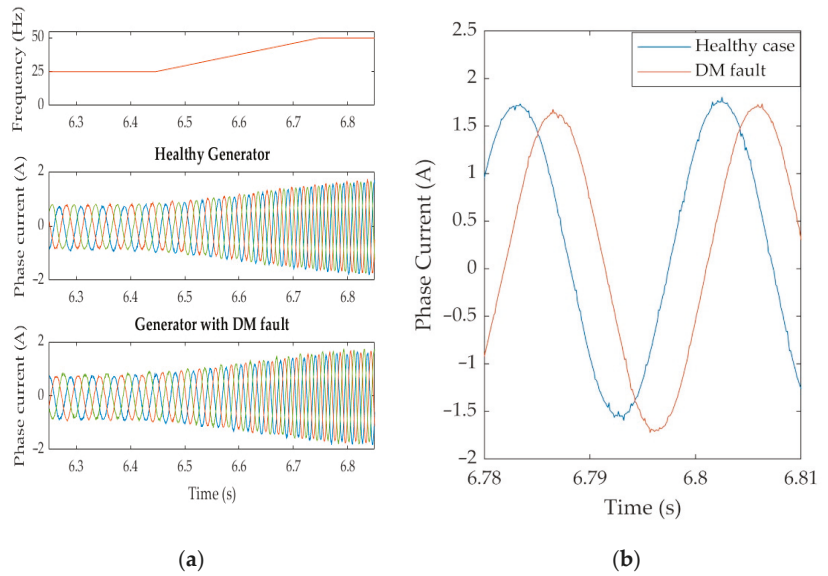 Frequency (Hz)
50
25
0
6.3 6.4 6.5 6.6 6.7 6.8
Healthy Generator
Phase current (A)
2
0
−2
6.3 6.4 6.5 6.6 6.7 6.8
Generator with DM fault
Phase current (A)
2
0
−2
6.3 6.4 6.5 6.6 6.7 6.8
Time (s)
(a)
Healthy case
DM fault
Phase Current (A)
2.5
2
1.5
1
0.5
0
−0.5
−1
−1.5
−2
6.78 6.79 6.8 6.81
Time (s)
(b)